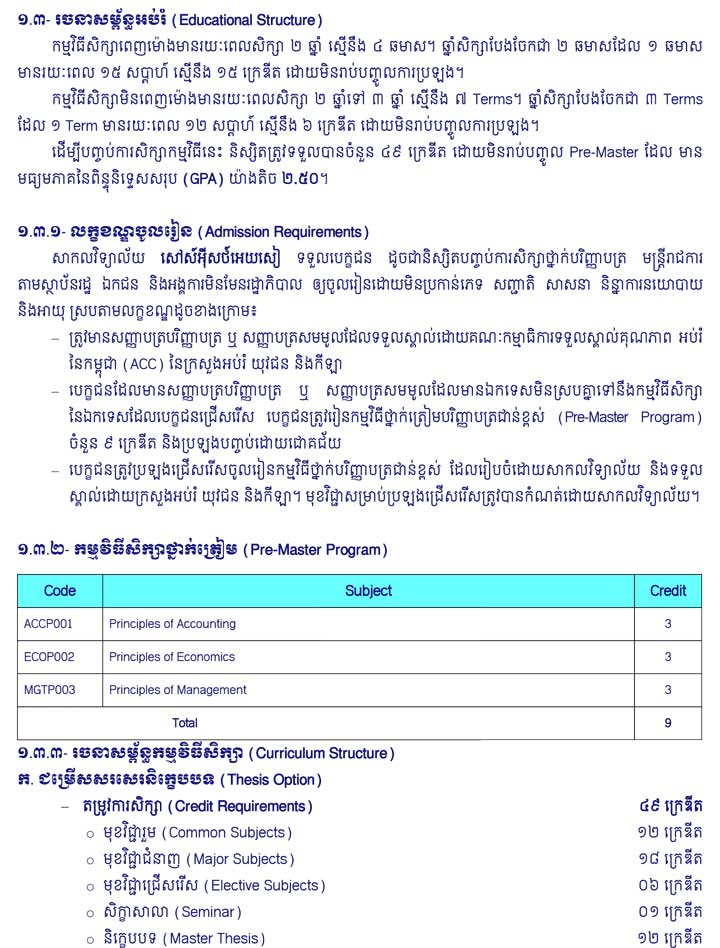 ១.៣- រចនាសម្ព័ន្ធអប់រំ (Educational Structure)
កម្មវិធីសិក្សាពេញម៉ោងមានរយៈពេលសិក្សា ២ ឆ្នាំ ស្មើនឹង ៤ ឆមាស។ ឆ្នាំសិក្សាបែងចែកជា ២ ឆមាសដែល ១ ឆមាស
មានរយៈពេល ១៥ សប្តាហ៍ ស្មើនឹង ១៥ ក្រេឌីត ដោយមិនរាប់បញ្ចូលការប្រឡង។
កម្មវិធីសិក្សាមិនពេញម៉ោងមានរយៈពេលសិក្សា ២ ឆ្នាំទៅ ៣ ឆ្នាំ ស្មើនឹង ៧ Terms។ ឆ្នាំសិក្សាបែងចែកជា ៣ Terms
ដែល ១ Term មានរយៈពេល ១២ សប្តាហ៍ ស្មើនឹង ៦ ក្រេឌីត ដោយមិនរាប់បញ្ចូលការប្រឡង។
ដើម្បីបញ្ចប់ការសិក្សាកម្មវិធីនេះ និស្សិតត្រូវទទួលបានចំនួន ៤៩ ក្រេឌីត ដោយមិនរាប់បញ្ចូល Pre-Master ដែល មាន
មធ្យមភាគនៃពិន្ទុនិទ្ទេសសរុប (GPA) យ៉ាងតិច ២.៥០។
១.៣.១- លក្ខខណ្ឌចូលរៀន (Admission Requirements)
សាកលវិទ្យាល័យ សៅស៍អ៊ីសថ៍អេយសៀ ទទួលបេក្ខជន ដូចជានិស្សិតបញ្ចប់ការសិក្សាថ្នាក់បរិញ្ញាបត្រ មន្ត្រីរាជការ
តាមស្ថាប័នរដ្ឋ ឯកជន និងអង្គការមិនមែនរដ្ឋាភិបាល ឲ្យចូលរៀនដោយមិនប្រកាន់ភេទ សញ្ជាតិ សាសនា និន្នាការនយោបាយ
និងអាយុ ស្របតាមលក្ខខណ្ឌដូចខាងក្រោម៖
– ត្រូវមានសញ្ញាបត្របរិញ្ញាបត្រ ឬ សញ្ញាបត្រសមមូលដែលទទួលស្គាល់ដោយគណៈកម្មាធិការទទួលស្គាល់គុណភាព អប់រំ
នៃកម្ពុជា (ACC) នៃក្រសួងអប់រំ យុវជន និងកីឡា
– បេក្ខជនដែលមានសញ្ញាបត្របរិញ្ញាបត្រ ឬ សញ្ញាបត្រសមមូលដែលមានឯកទេសមិនស្របគ្នាទៅនឹងកម្មវិធីសិក្សា
នៃឯកទេសដែលបេក្ខជនជ្រើសរើស បេក្ខជនត្រូវរៀនកម្មវិធីថ្នាក់ត្រៀមបរិញ្ញាបត្រជាន់ខ្ពស់ (Pre-Master Program)
ចំនួន ៩ ក្រេឌីត និងប្រឡងបញ្ចប់ដោយជោគជ័យ
– បេក្ខជនត្រូវប្រឡងជ្រើសរើសចូលរៀនកម្មវិធីថ្នាក់បរិញ្ញាបត្រជាន់ខ្ពស់ ដែលរៀបចំដោយសាកលវិទ្យាល័យ និងទទួល
ស្គាល់ដោយក្រសួងអប់រំ យុវជន និងកីឡា។ មុខវិជ្ជាសម្រាប់ប្រឡងជ្រើសរើសត្រូវបានកំណត់ដោយសាកលវិទ្យាល័យ។
១.៣.២- កម្មវិធីសិក្សាថ្នាក់ត្រៀម (Pre-Master Program)
Code Subject Credit
ACCP001 Principles of Accounting 3
ECOP002 Principles of Economics 3
MGTP003 Principles of Management 3
Total 9
១.៣.៣- រចនាសម្ព័ន្ធកម្មវិធីសិក្សា (Curriculum Structure)
ក. ជម្រើសសរសេរនិក្ខេបបទ (Thesis Option)
– តម្រូវការសិក្សា (Credit Requirements) ៤៩ ក្រេឌីត
o មុខវិជ្ជារួម (Common Subjects) ១២ ក្រេឌីត
o មុខវិជ្ជាជំនាញ (Major Subjects) ១៨ ក្រេឌីត
o មុខវិជ្ជាជ្រើសរើស (Elective Subjects) ០៦ ក្រេឌីត
o សិក្ខាសាលា (Seminar) ០១ ក្រេឌីត
o និក្ខេបបទ (Master Thesis) ១២ ក្រេឌីត